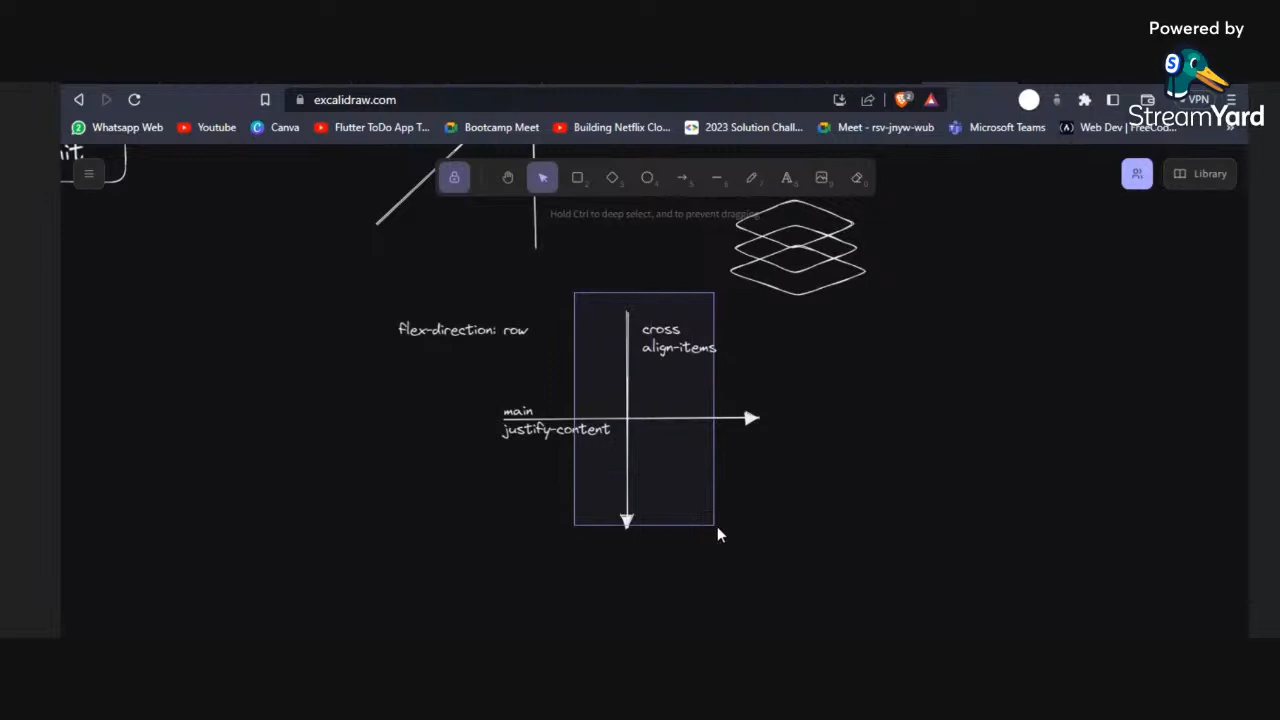 Powered by
StreamYard
excalidraw.com
2
VPN
Whatsapp Web
Youtube
Canva
Flutter ToDo App T...
Bootcamp Meet
Building Netflix Clo...
2023 Solution Chall...
Meet - rsv-jnyw-wub
Microsoft Teams
Web Dev | FreeCod...
Library
Hold Ctrl to deep select, and to prevent dragging
flex-direction: row
cross
align-items
main
justify-content